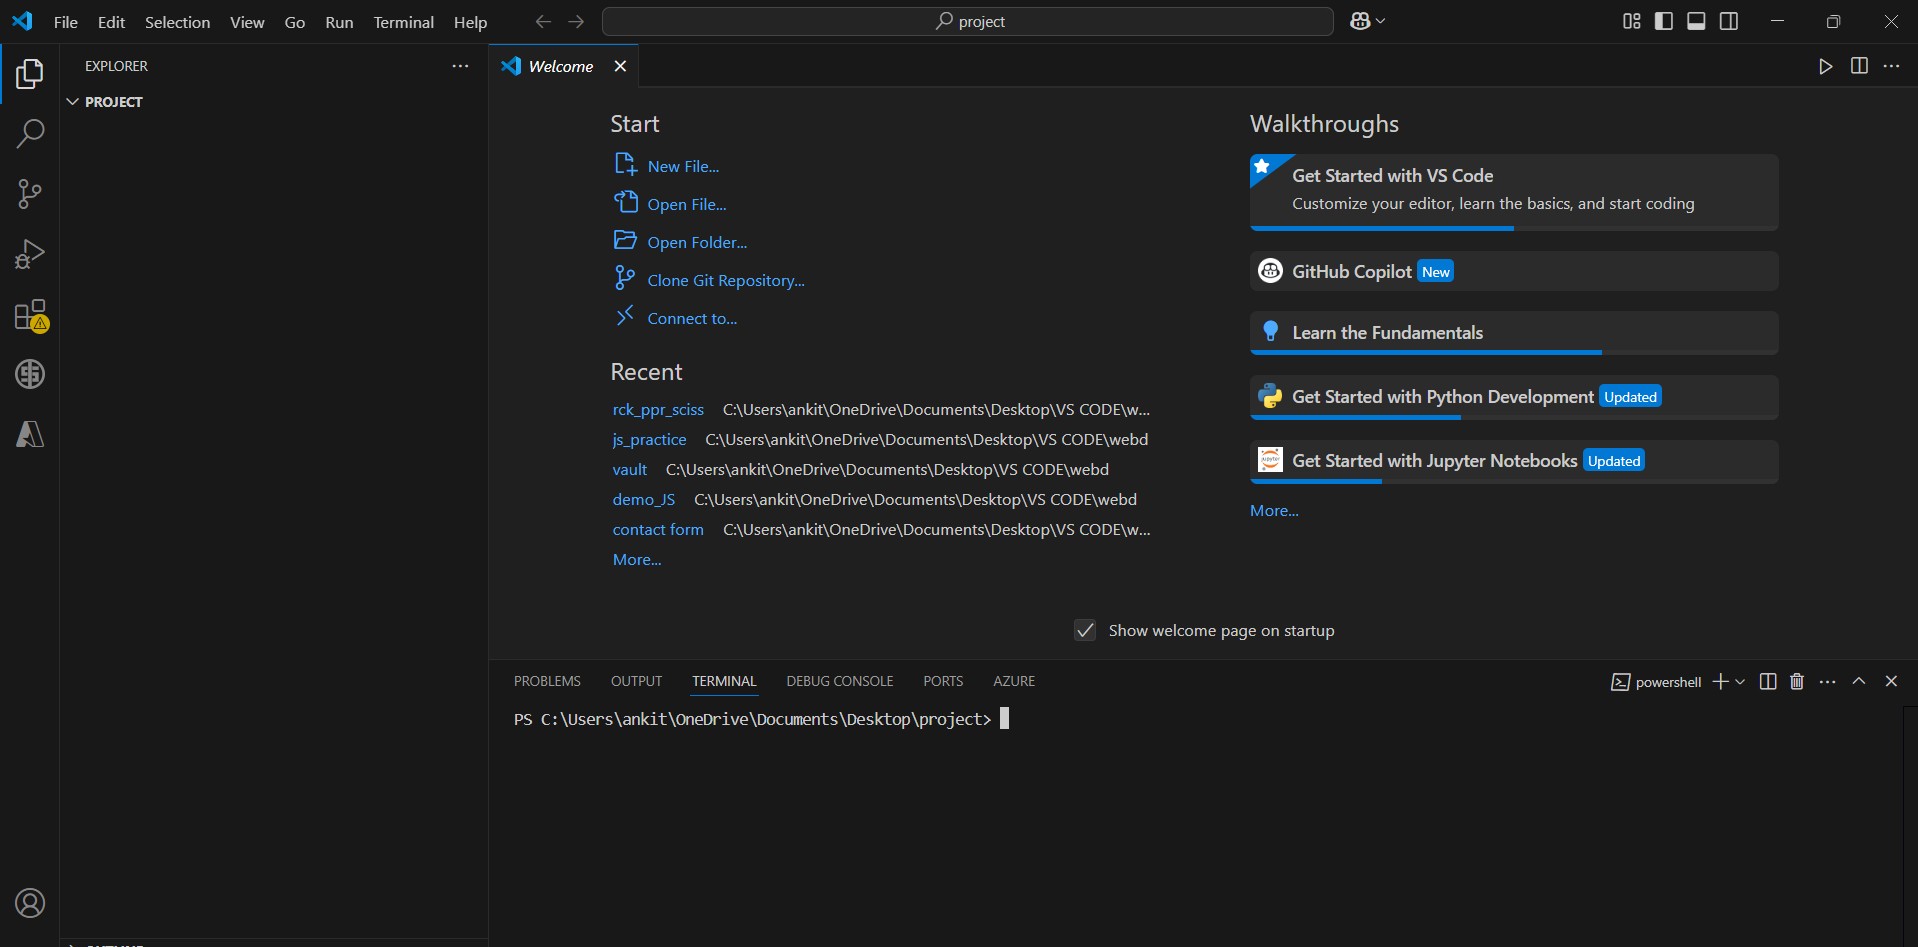 File Edit Selection View Go Run Terminal Help
project
EXPLORER
PROJECT
Welcome
Start
New File...
Open File...
Open Folder...
Clone Git Repository...
Connect to...
Recent
rck_ppr_sciss C:\Users\ankit\OneDrive\Documents\Desktop\VS CODE\w...
js_practice C:\Users\ankit\OneDrive\Documents\Desktop\VS CODE\webd
vault C:\Users\ankit\OneDrive\Documents\Desktop\VS CODE\webd
demo_JS C:\Users\ankit\OneDrive\Documents\Desktop\VS CODE\webd
contact form C:\Users\ankit\OneDrive\Documents\Desktop\VS CODE\w...
More...
Walkthroughs
Get Started with VS Code
Customize your editor, learn the basics, and start coding
GitHub Copilot New
Learn the Fundamentals
Get Started with Python Development Updated
Jupyter Get Started with Jupyter Notebooks Updated
More...
Show welcome page on startup
PROBLEMS OUTPUT TERMINAL DEBUG CONSOLE PORTS AZURE
powershell
PS C:\Users\ankit\OneDrive\Documents\Desktop\project>